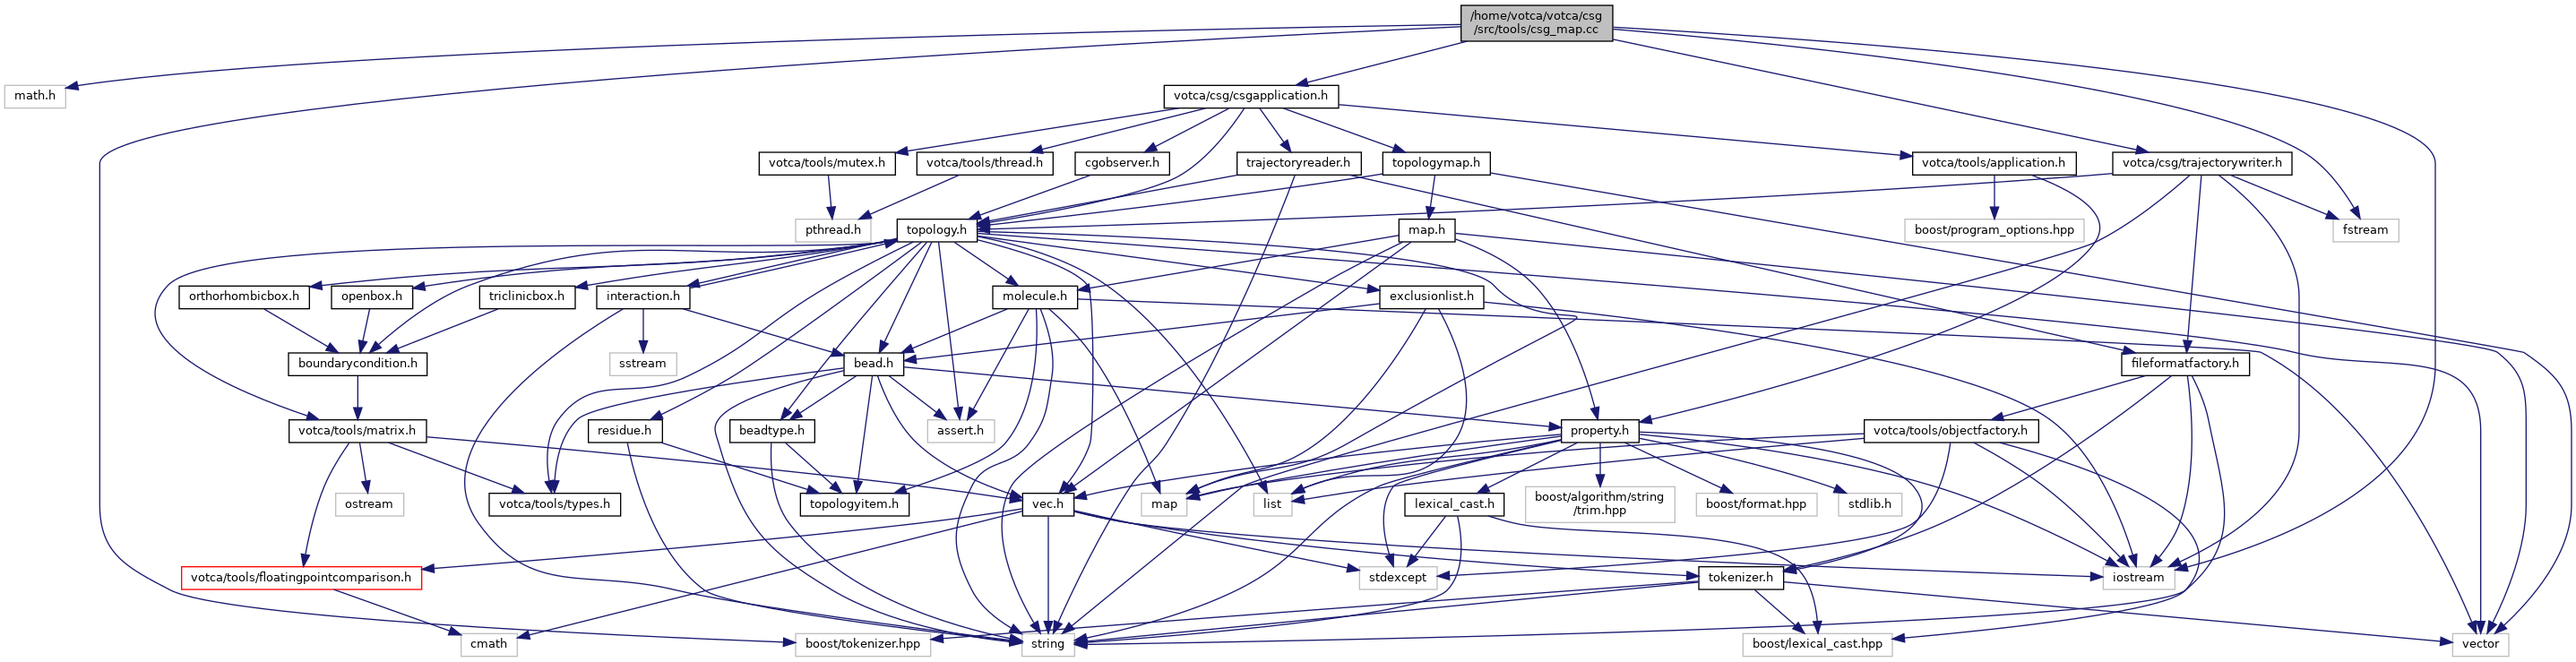 /home/votca/votca/csg
/src/tools/csg_map.cc
math.h
votca/csg/csgapplication.h
votca/tools/mutex.h
votca/tools/thread.h
cgobserver.h
trajectoryreader.h
topologymap.h
votca/tools/application.h
votca/csg/trajectorywriter.h
pthread.h
topology.h
map.h
boost/program_options.hpp
fstream
orthorhombicbox.h
openbox.h
triclinicbox.h
interaction.h
molecule.h
exclusionlist.h
boundarycondition.h
sstream
bead.h
fileformatfactory.h
votca/tools/matrix.h
residue.h
beadtype.h
assert.h
property.h
votca/tools/objectfactory.h
ostream
votca/tools/types.h
topologyitem.h
vec.h
map
list
lexical_cast.h
boost/algorithm/string
/trim.hpp
boost/format.hpp
stdlib.h
votca/tools/floatingpointcomparison.h
stdexcept
tokenizer.h
iostream
cmath
boost/tokenizer.hpp
string
boost/lexical_cast.hpp
vector